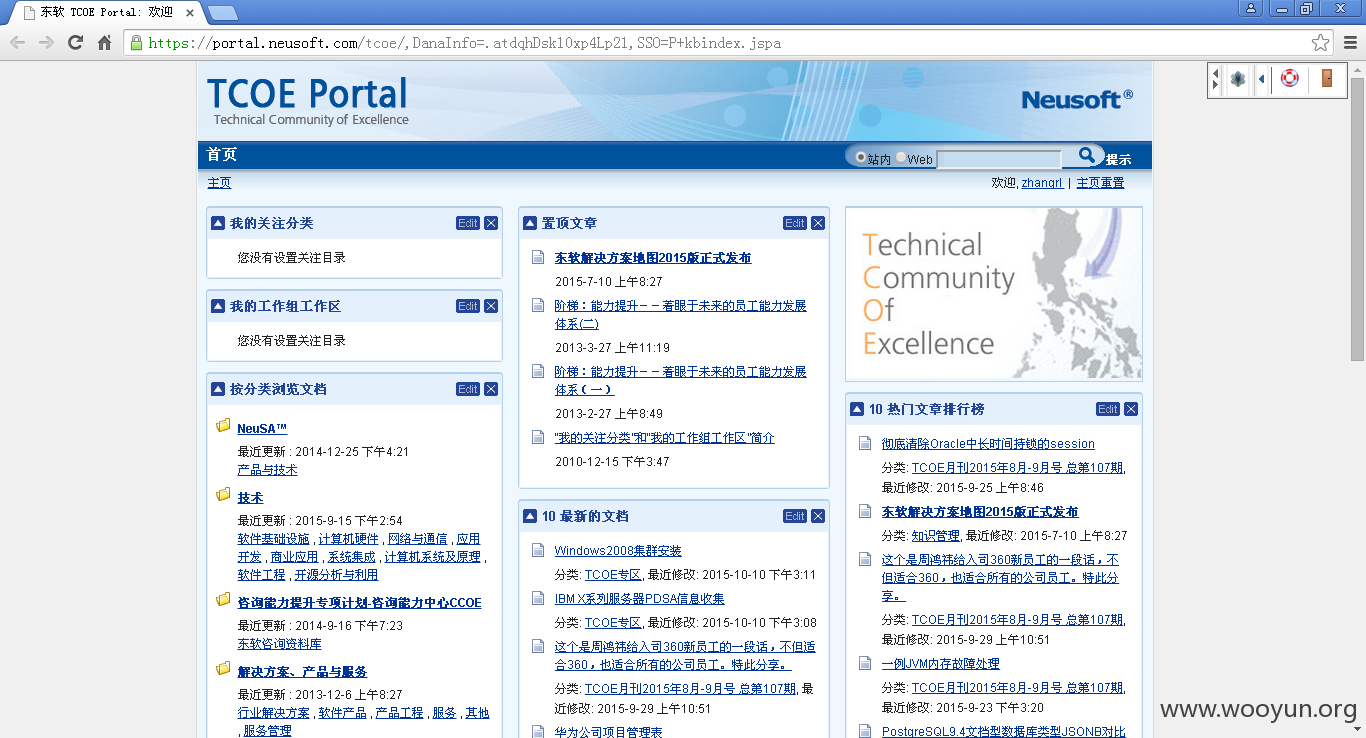 东软 TCOE Portal: 欢迎
https://portal.neusoft.com/tcoe/,DanaInfo=.atdqhDsk10xp4Lp21,SSO=P+kbindex.jspa
TCOE Portal
Technical Community of Excellence
Neusoft®
首页
站内 Web 提示
主页
欢迎, zhangrl | 主页重置
我的关注分类 Edit
您没有设置关注目录
我的工作组工作区 Edit
您没有设置关注目录
按分类浏览文档 Edit
NeuSA™
最近更新 : 2014-12-25 下午4:21
产品与技术
技术
最近更新 : 2015-9-15 下午2:54
软件基础设施 , 计算机硬件 , 网络与通信 , 应用
开发 , 商业应用 , 系统集成 , 计算机系统及原理 ,
软件工程 , 开源分析与利用
咨询能力提升专项计划-咨询能力中心CCOE
最近更新 : 2014-9-16 下午7:23
东软咨询资料库
解决方案、产品与服务
最近更新 : 2013-12-6 上午8:27
行业解决方案 , 软件产品 , 产品工程 , 服务 , 其他
, 服务管理
置顶文章 Edit
东软解决方案地图2015版正式发布
2015-7-10 上午8:27
阶梯：能力提升－－着眼于未来的员工能力发展
体系(二)
2013-3-27 上午11:19
阶梯：能力提升－－着眼于未来的员工能力发展
体系（一）
2013-2-27 上午8:49
"我的关注分类"和"我的工作组工作区"简介
2010-12-15 下午3:47
10 最新的文档 Edit
Windows2008集群安装
分类: TCOE专区, 最近修改: 2015-10-10 下午3:11
IBM X系列服务器PDSA信息收集
分类: TCOE专区, 最近修改: 2015-10-10 下午3:08
这个是周鸿祎给入司360新员工的一段话，不但适
合360，也适合所有的公司员工。特此分享。
分类: TCOE月刊2015年8月-9月号 总第107期, 最
近修改: 2015-9-29 上午10:51
华为公司项目管理表
Technical
Community
Of
Excellence
10 热门文章排行榜 Edit
彻底清除Oracle中长时间持锁的session
分类: TCOE月刊2015年8月-9月号 总第107期,
最近修改: 2015-9-25 上午8:46
东软解决方案地图2015版正式发布
分类: 知识管理, 最近修改: 2015-7-10 上午8:27
这个是周鸿祎给入司360新员工的一段话，不
但适合360，也适合所有的公司员工。特此分
享。
分类: TCOE月刊2015年8月-9月号 总第107期,
最近修改: 2015-9-29 上午10:51
一例JVM内存故障处理
分类: TCOE月刊2015年8月-9月号 总第107期,
最近修改: 2015-9-23 下午3:20
PostgreSQL9.4文档型数据库类型JSONB对比
www.wooyun.org